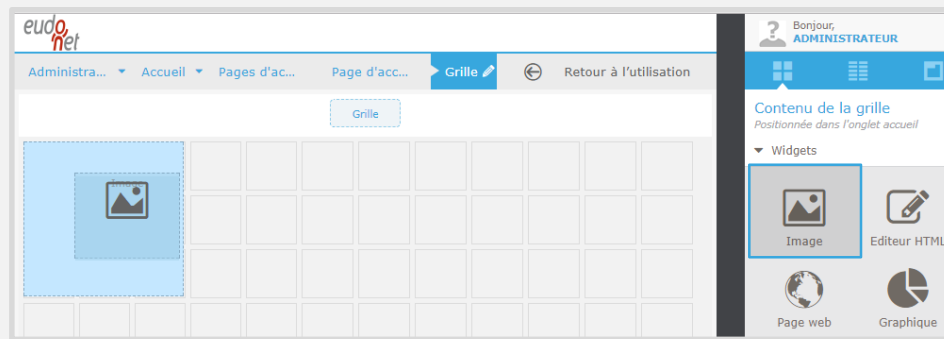 eudonet
Bonjour,
ADMINISTRATEUR
Administra... Accueil Pages d'ac... Page d'acc... Grille Retour à l'utilisation
Grille
Contenu de la grille
Positionnée dans l'onglet accueil
Widgets
Image
Image Editeur HTML
Page web Graphique